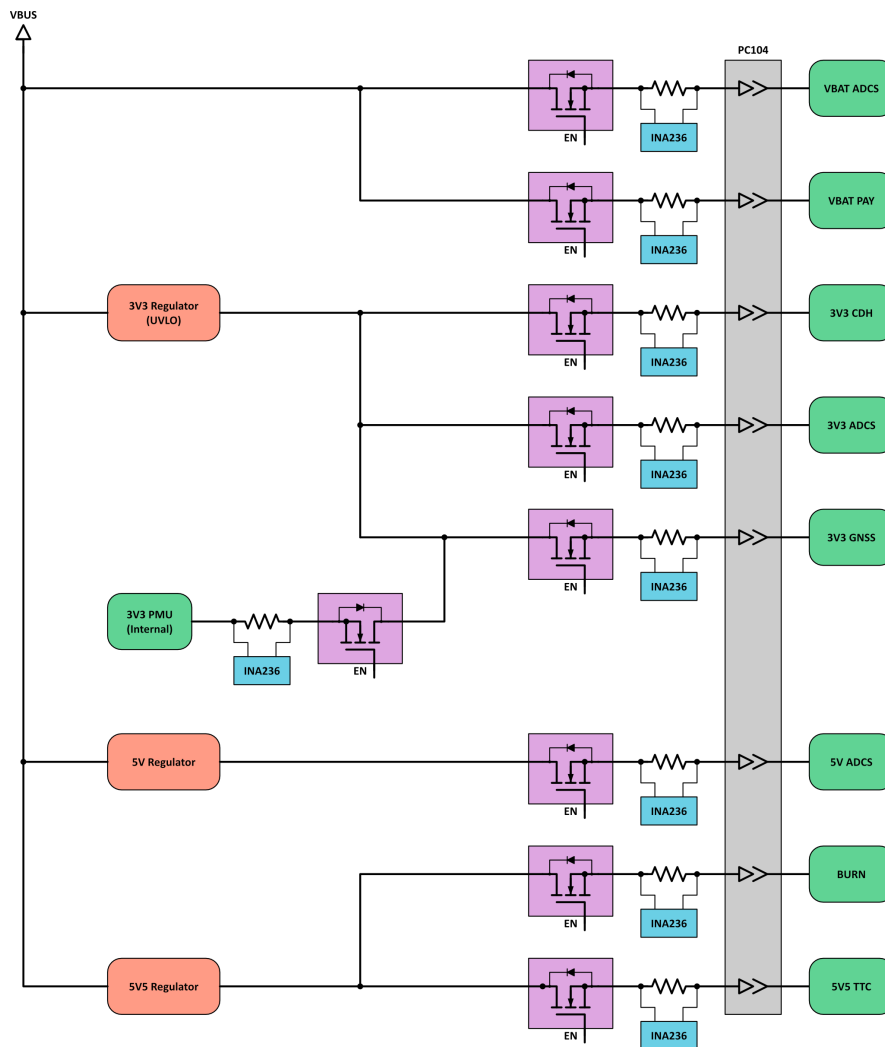 VBUS
PC104
VBAT ADCS
EN
INA236
VBAT PAY
EN
INA236
3V3 Regulator
(UVLO)
3V3 CDH
EN
INA236
3V3 ADCS
EN
INA236
3V3 GNSS
EN
INA236
3V3 PMU
(Internal)
INA236
EN
5V Regulator
5V ADCS
EN
INA236
BURN
EN
INA236
5V5 Regulator
5V5 TTC
EN
INA236